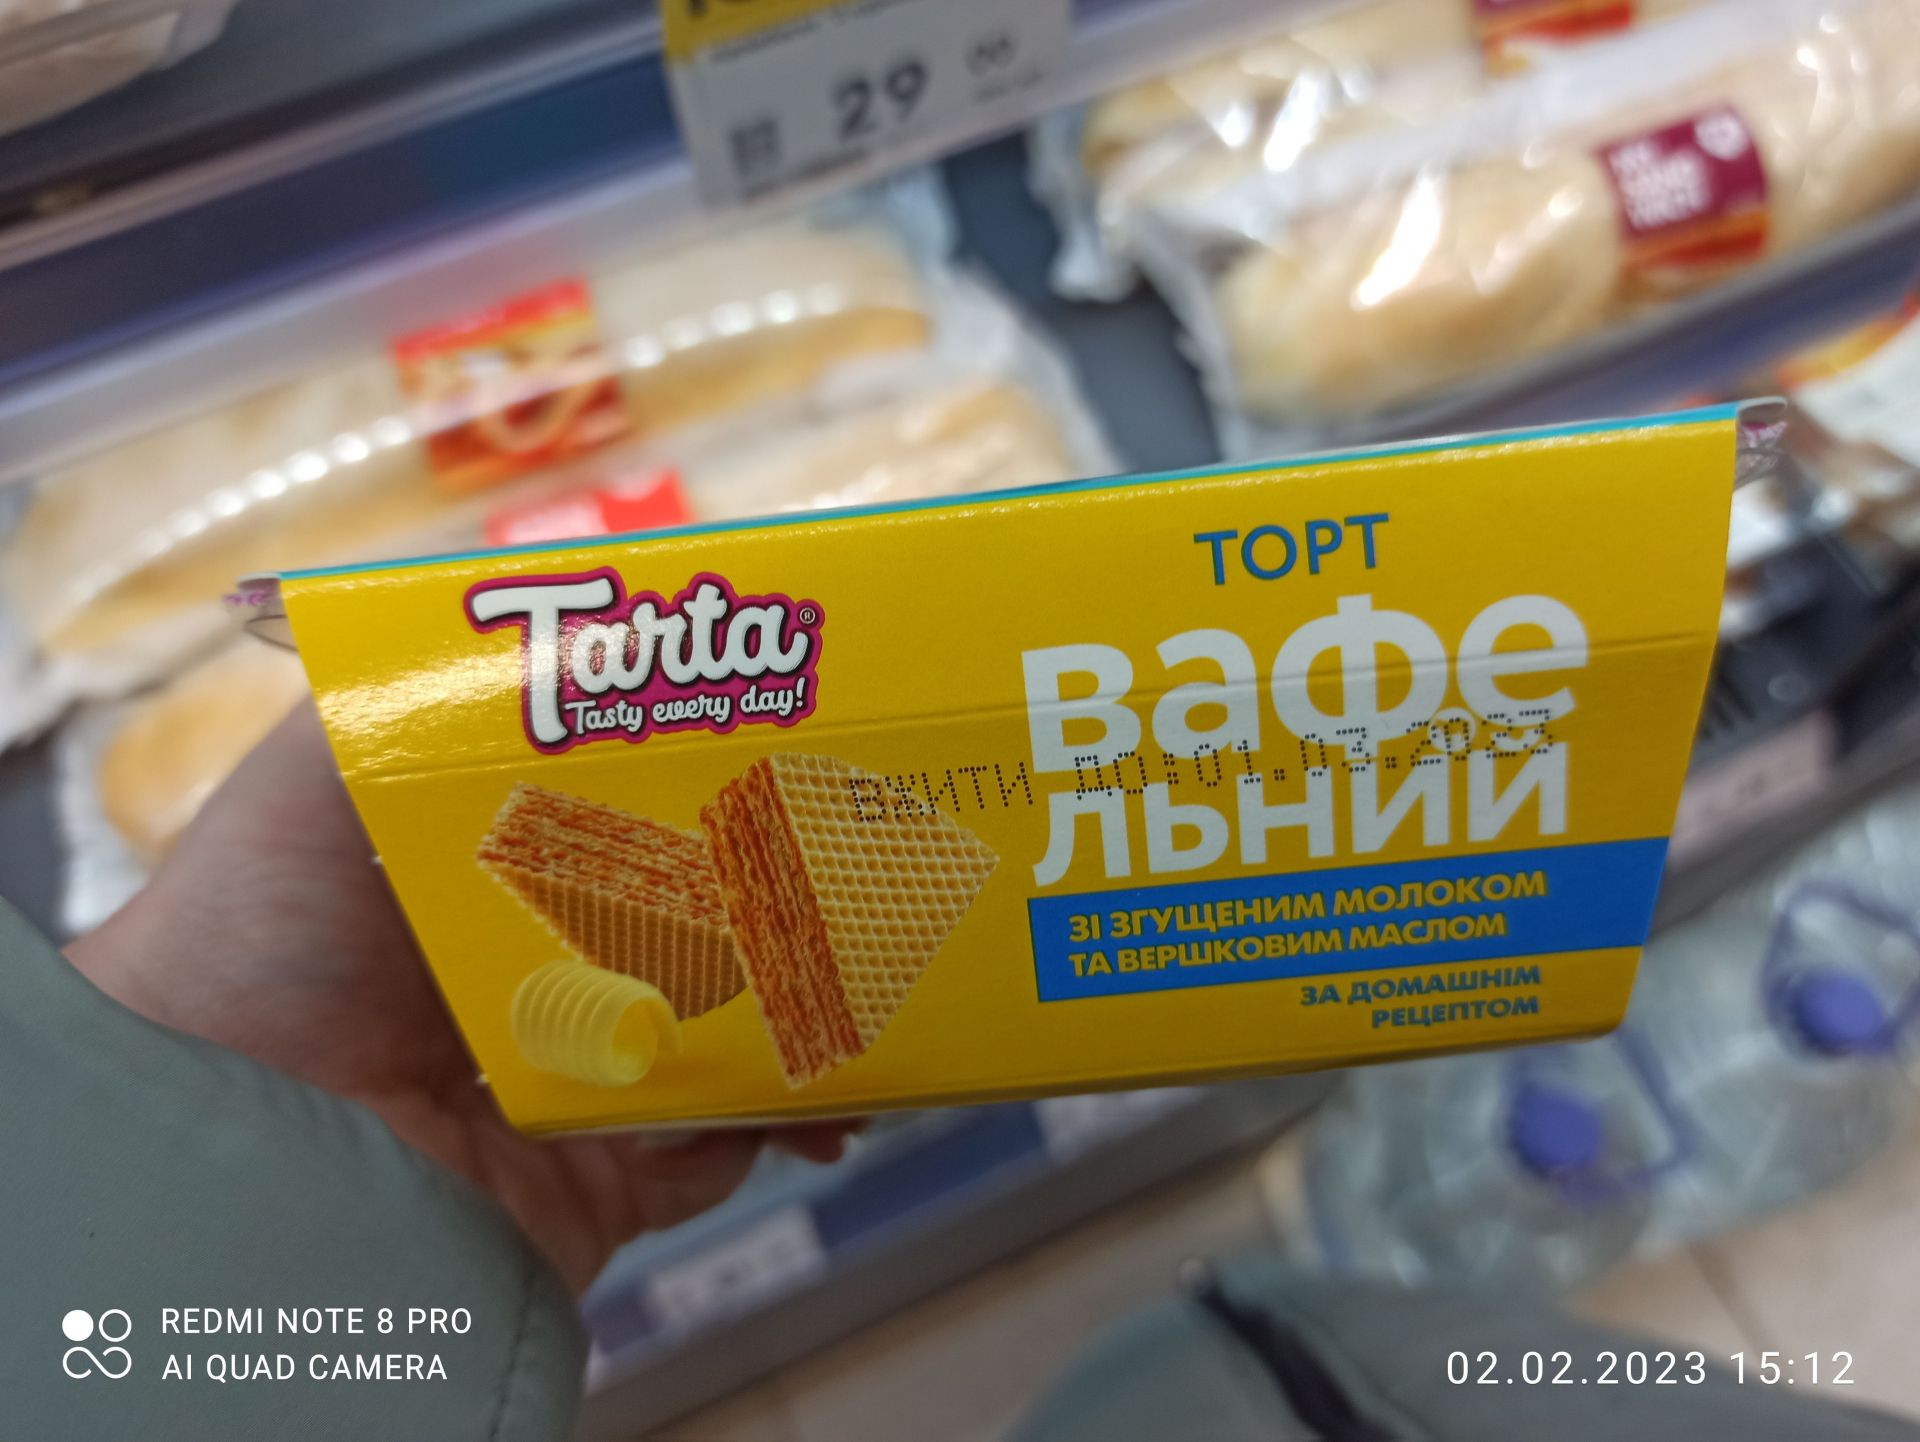 29
Tarta®
Tasty every day!
ТОРТ
Вафе
льний
ВЖИТИ ДО:01.03.2023
ЗІ ЗГУЩЕНИМ МОЛОКОМ
ТА ВЕРШКОВИМ МАСЛОМ
ЗА ДОМАШНІМ
РЕЦЕПТОМ
REDMI NOTE 8 PRO
AI QUAD CAMERA
02.02.2023 15:12